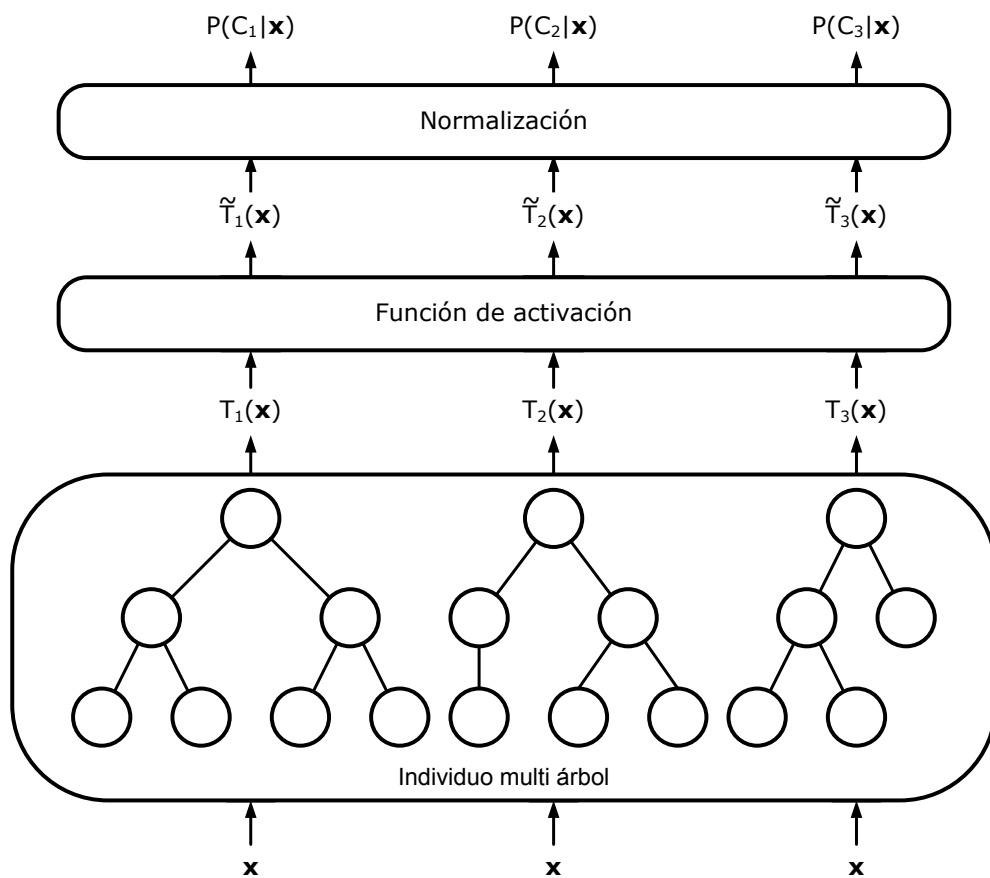 P(C₁|x) P(C₂|x) P(C₃|x)
Normalización
T̃₁(x) T̃₂(x) T̃₃(x)
Función de activación
T₁(x) T₂(x) T₃(x)
Individuo multi árbol
x x x